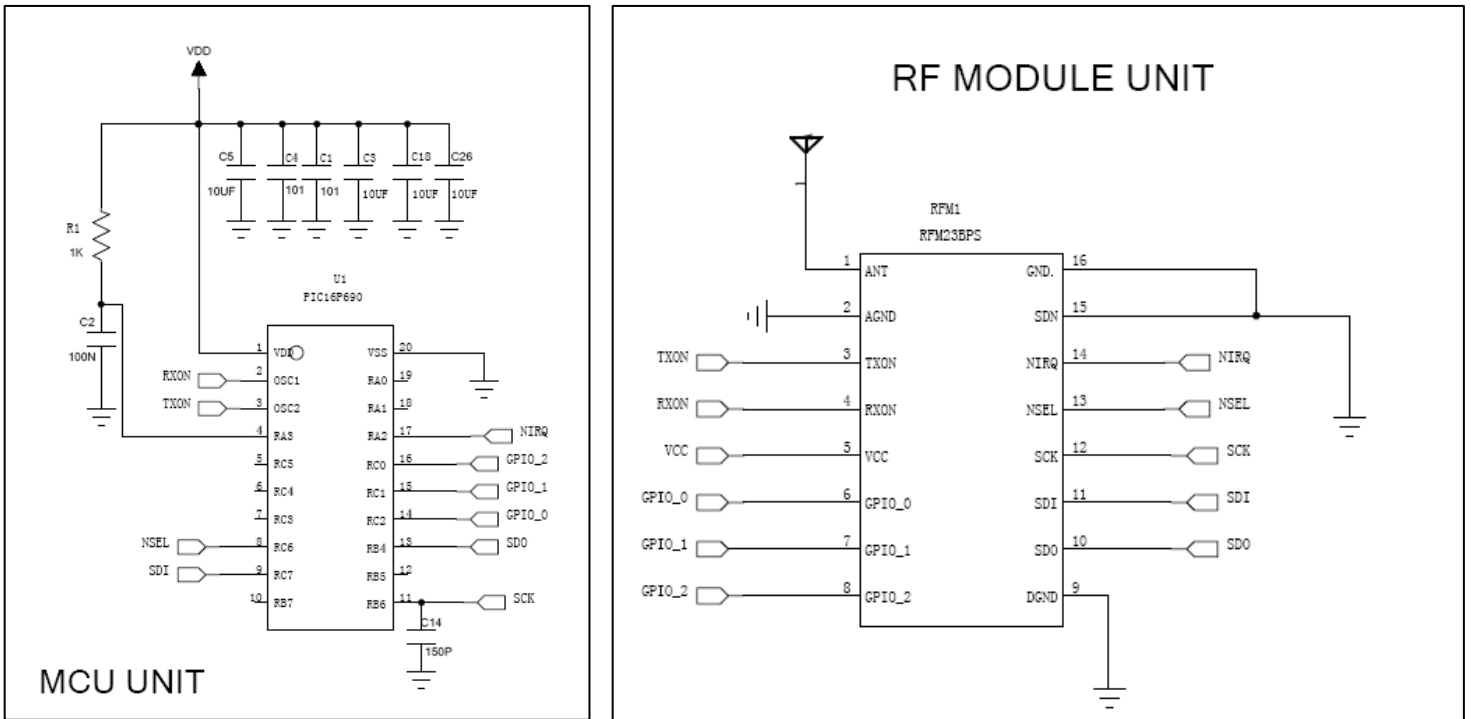 VDD
C5
C4
C1
C3
C18
C26
10UF
101
101
10UF
10UF
10UF
R1
1K
C2
100N
U1
PIC16P690
1 VDD
VSS 20
RXON 2 OSC1
RA0 19
TXON 3 OSC2
RA1 18
4 RA3
RA2 17 NIRQ
5 RC5
RC0 16 GPIO_2
6 RC4
RC1 15 GPIO_1
7 RC3
RC2 14 GPIO_0
NSEL 8 RC6
RB4 13 SDO
SDI 9 RC7
RB5 12
10 RB7
RB6 11 SCK
C14
150P
MCU UNIT
RF MODULE UNIT
1
RFM1
RFM23BPS
1 ANT
GND. 16
2 AGND
SDN 15
TXON 3 TXON
NIRQ 14 NIRQ
RXON 4 RXON
NSEL 13 NSEL
VCC 5 VCC
SCK 12 SCK
GPIO_0 6 GPIO_0
SDI 11 SDI
GPIO_1 7 GPIO_1
SDO 10 SDO
GPIO_2 8 GPIO_2
DGND 9